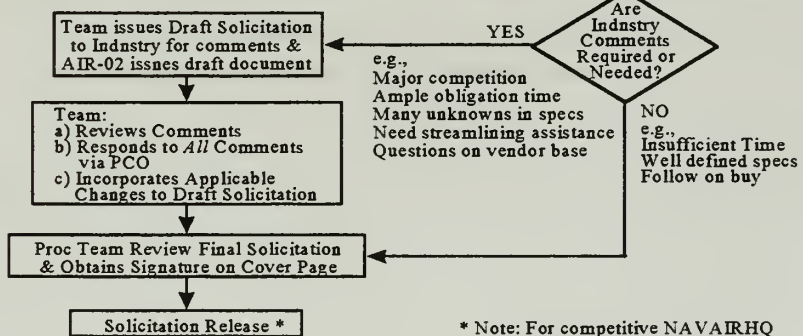 Are
Indnstry
Comments
Required or
Needed?
YES
Team issues Draft Solicitation
to Indnstry for comments &
AIR-02 issnes draft document
e.g.,
Major competition
Ample obligation time
Many unknowns in specs
Need streamlining assistance
Questions on vendor base
NO
e.g.,
Insufficient Time
Well defined specs
Follow on buy
Team:
a) Reviews Comments
b) Responds to All Comments
via PCO
c) Incorporates Applicable
Changes to Draft Solicitation
Proc Team Review Final Solicitation
& Obtains Signature on Cover Page
Solicitation Release *
* Note: For competitive NAVAIRHQ